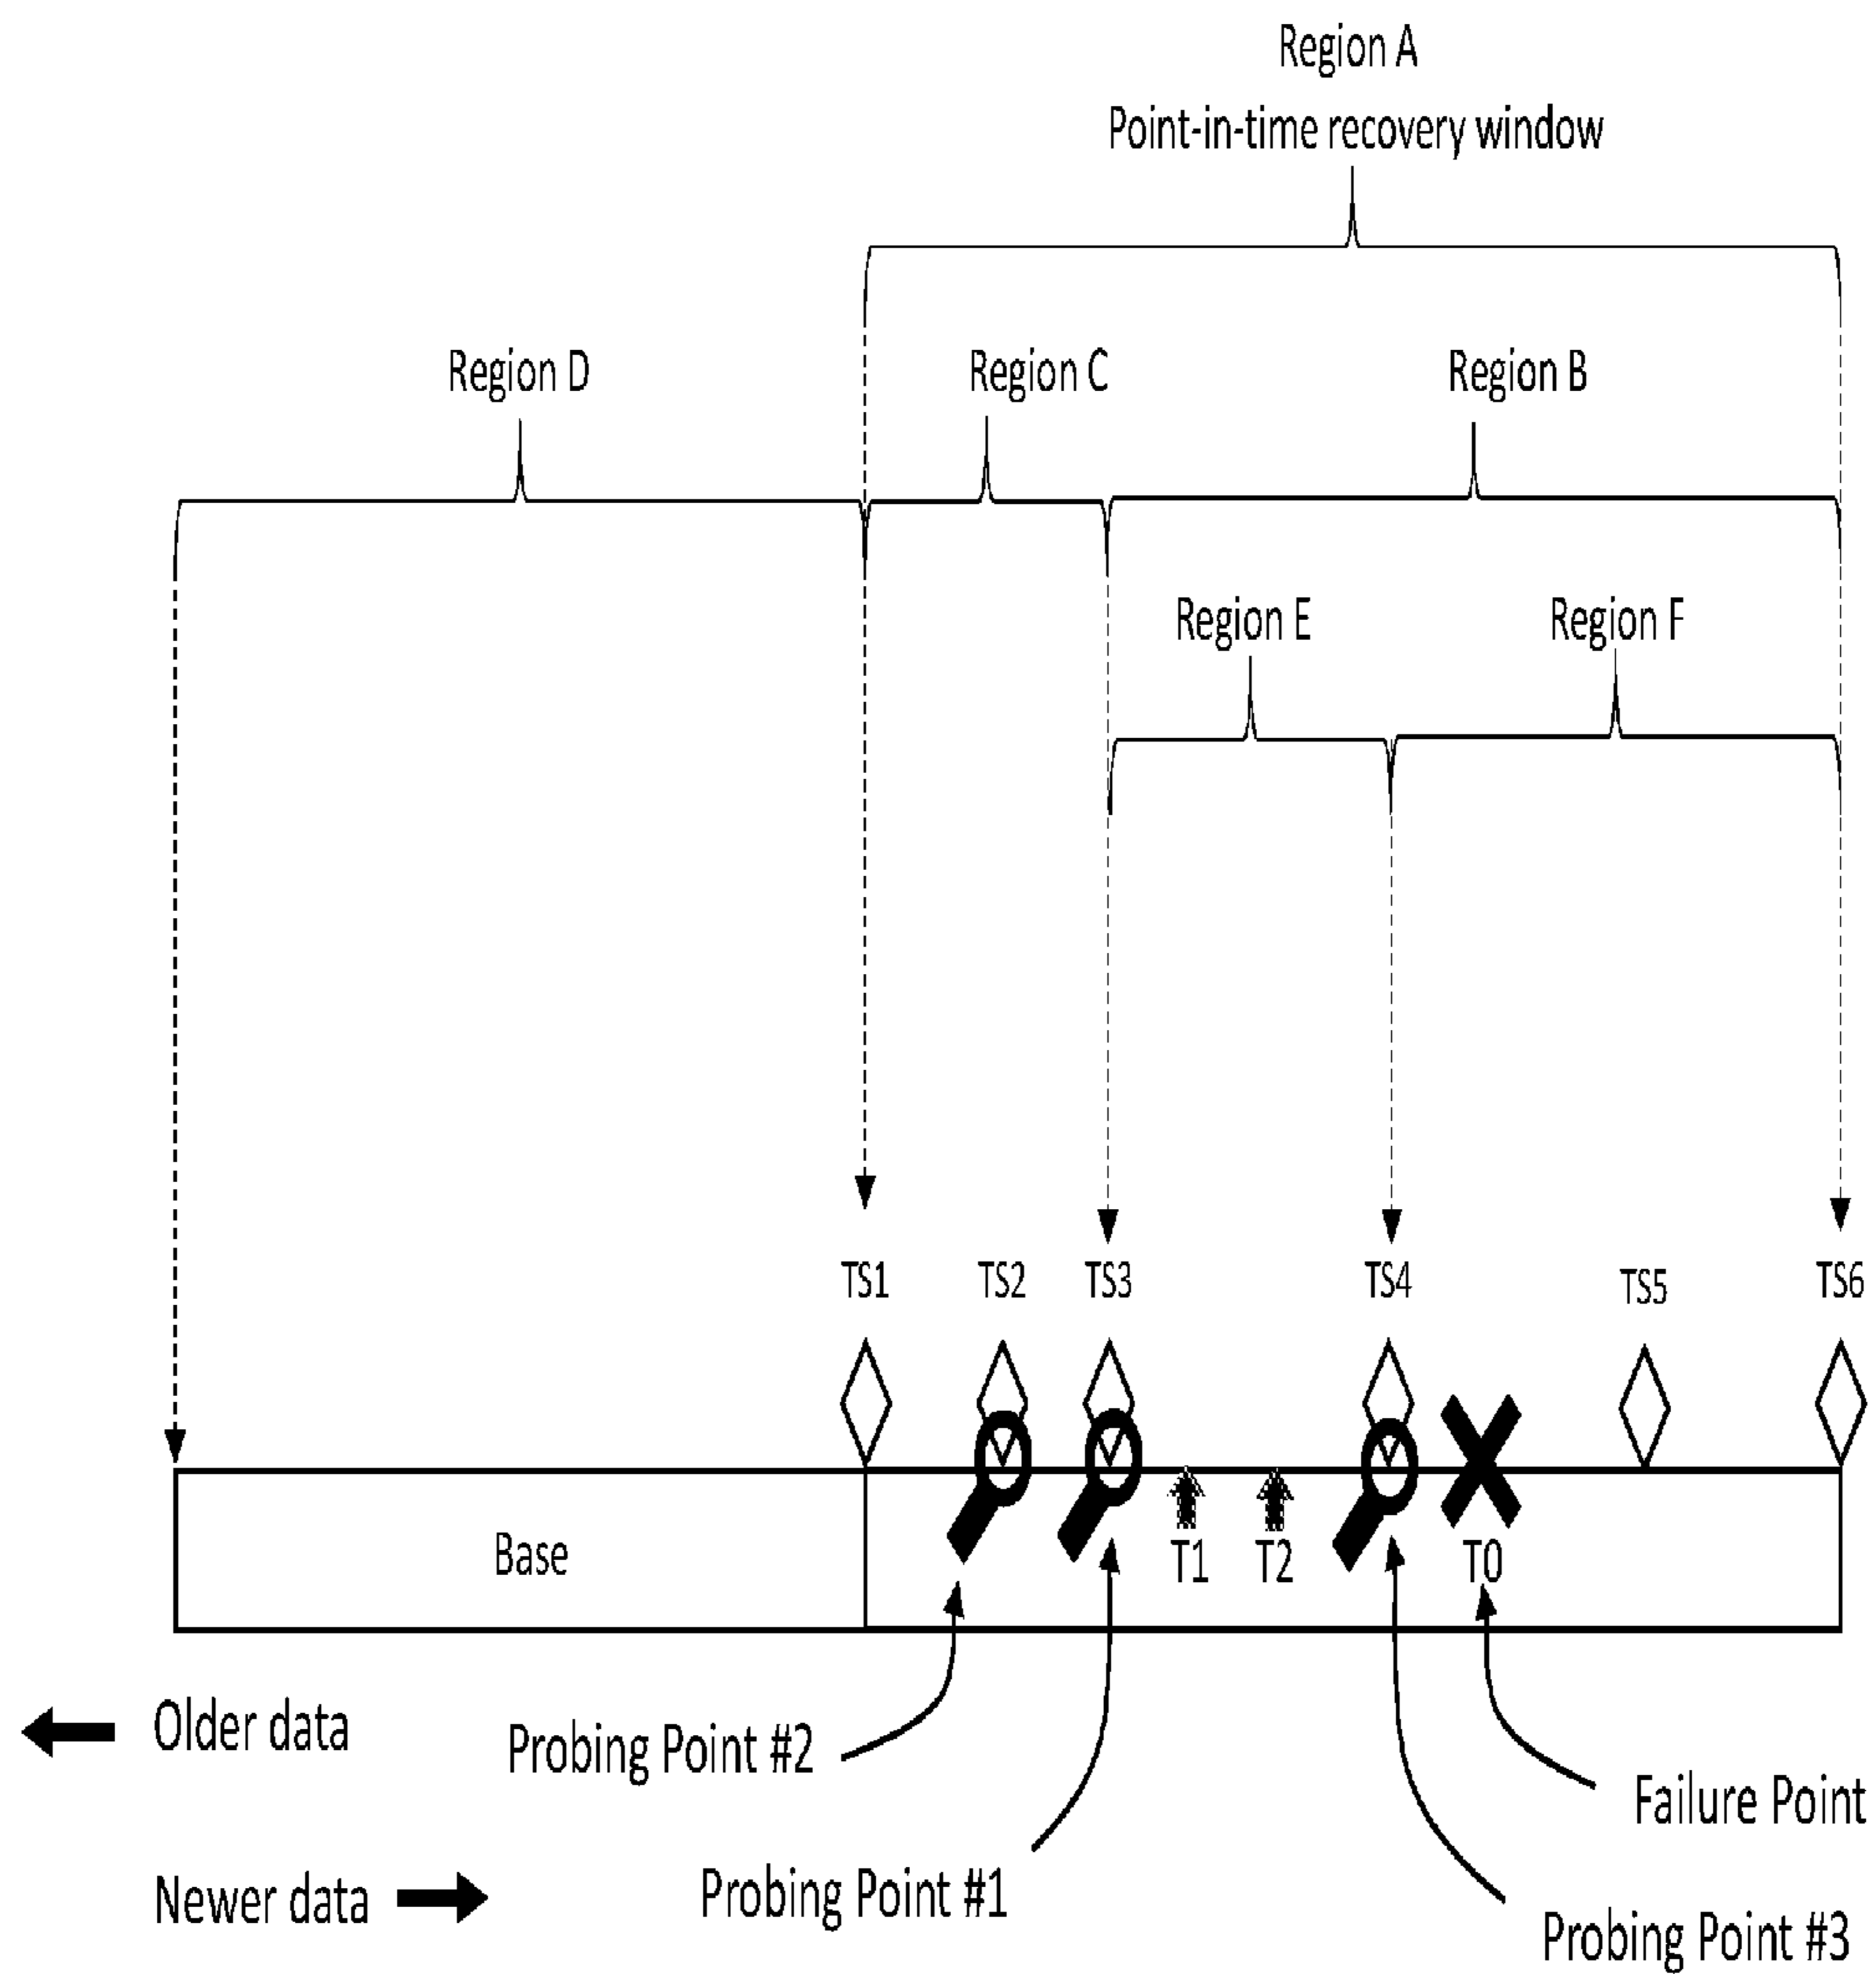 Region A
Point-in-time recovery window
Region D
Region C
Region B
Region E
Region F
TS1
TS2
TS3
TS4
TS5
TS6
Base
T1
T2
T0
Older data
Probing Point #2
Failure Point
Newer data
Probing Point #1
Probing Point #3